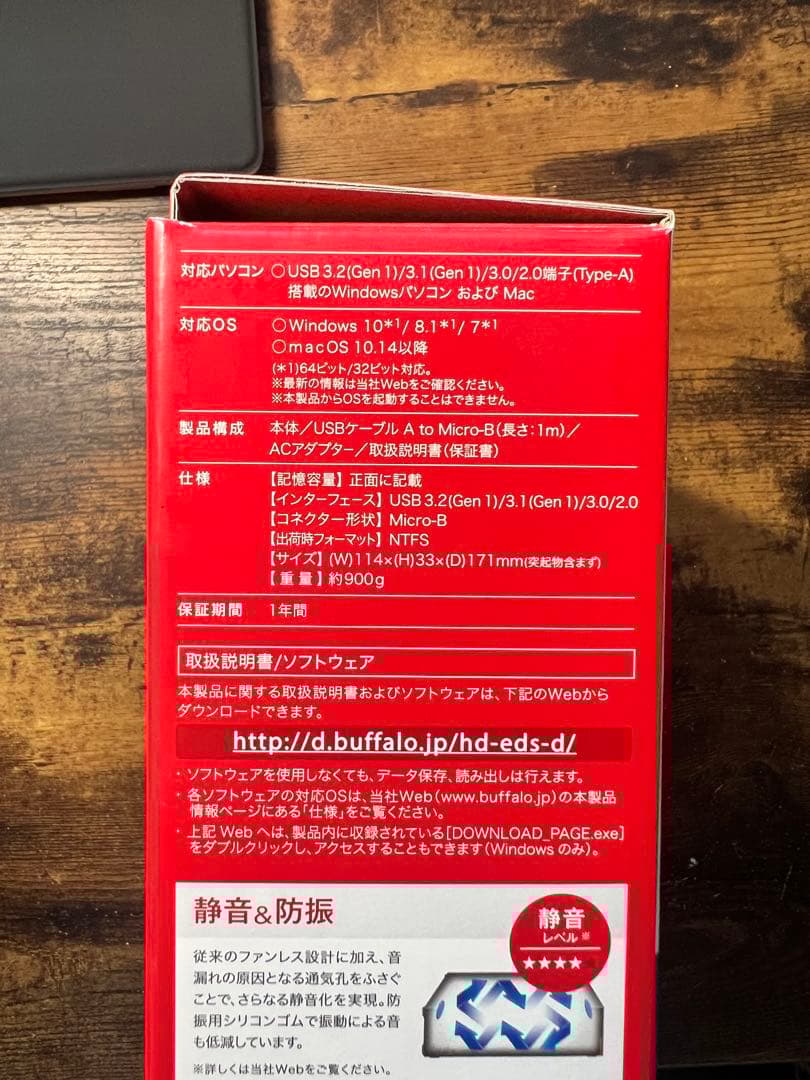 対応パソコン ○USB 3.2(Gen 1)/3.1(Gen 1)/3.0/2.0端子(Type-A)
搭載のWindowsパソコン および Mac
対応OS ○Windows 10*1/ 8.1*1/ 7*1
○macOS 10.14以降
(*1)64ビット/32ビット対応。
※最新の情報は当社Webをご確認ください。
※本製品からOSを起動することはできません。
製品構成 本体/USBケーブル A to Micro-B(長さ:1m)/
ACアダプター/取扱説明書(保証書)
仕様 【記憶容量】 正面に記載
【インターフェース】 USB 3.2(Gen 1)/3.1(Gen 1)/3.0/2.0
【コネクター形状】 Micro-B
【出荷時フォーマット】 NTFS
【サイズ】 (W)114×(H)33×(D)171mm(突起物含まず)
【重量】 約900g
保証期間 1年間
取扱説明書/ソフトウェア
本製品に関する取扱説明書およびソフトウェアは、下記のWebから
ダウンロードできます。
http://d.buffalo.jp/hd-eds-d/
・ソフトウェアを使用しなくても、データ保存、読み出しは行えます。
・各ソフトウェアの対応OSは、当社Web(www.buffalo.jp)の本製品
情報ページにある「仕様」をご覧ください。
・上記 Web へは、製品内に収録されている[DOWNLOAD_PAGE.exe]
をダブルクリックし、アクセスすることもできます(Windows のみ)。
静音&防振
静音
レベル※
★★★★★
従来のファンレス設計に加え、音
漏れの原因となる通気孔をふさぐ
ことで、さらなる静音化を実現。防
振用シリコンゴムで振動による音
も低減しています。
※詳しくは当社Webをご覧ください。